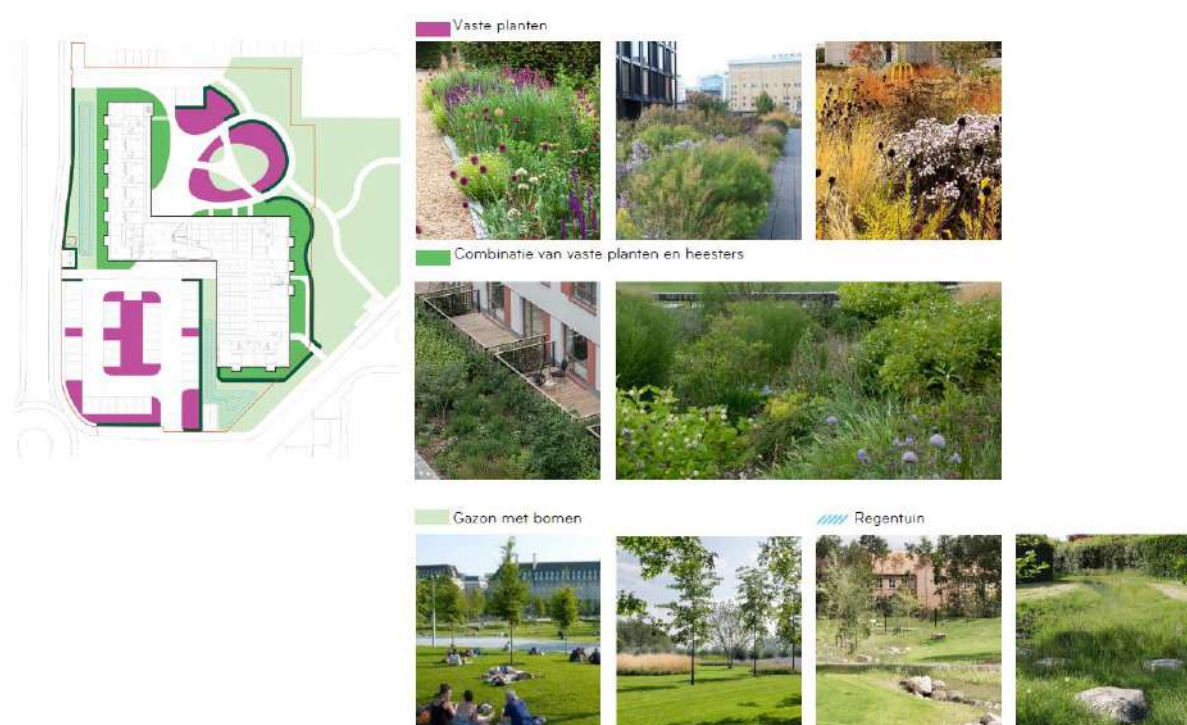 Vaste planten
Combinatie van vaste planten en heesters
Gazon met bomen
Regentuin